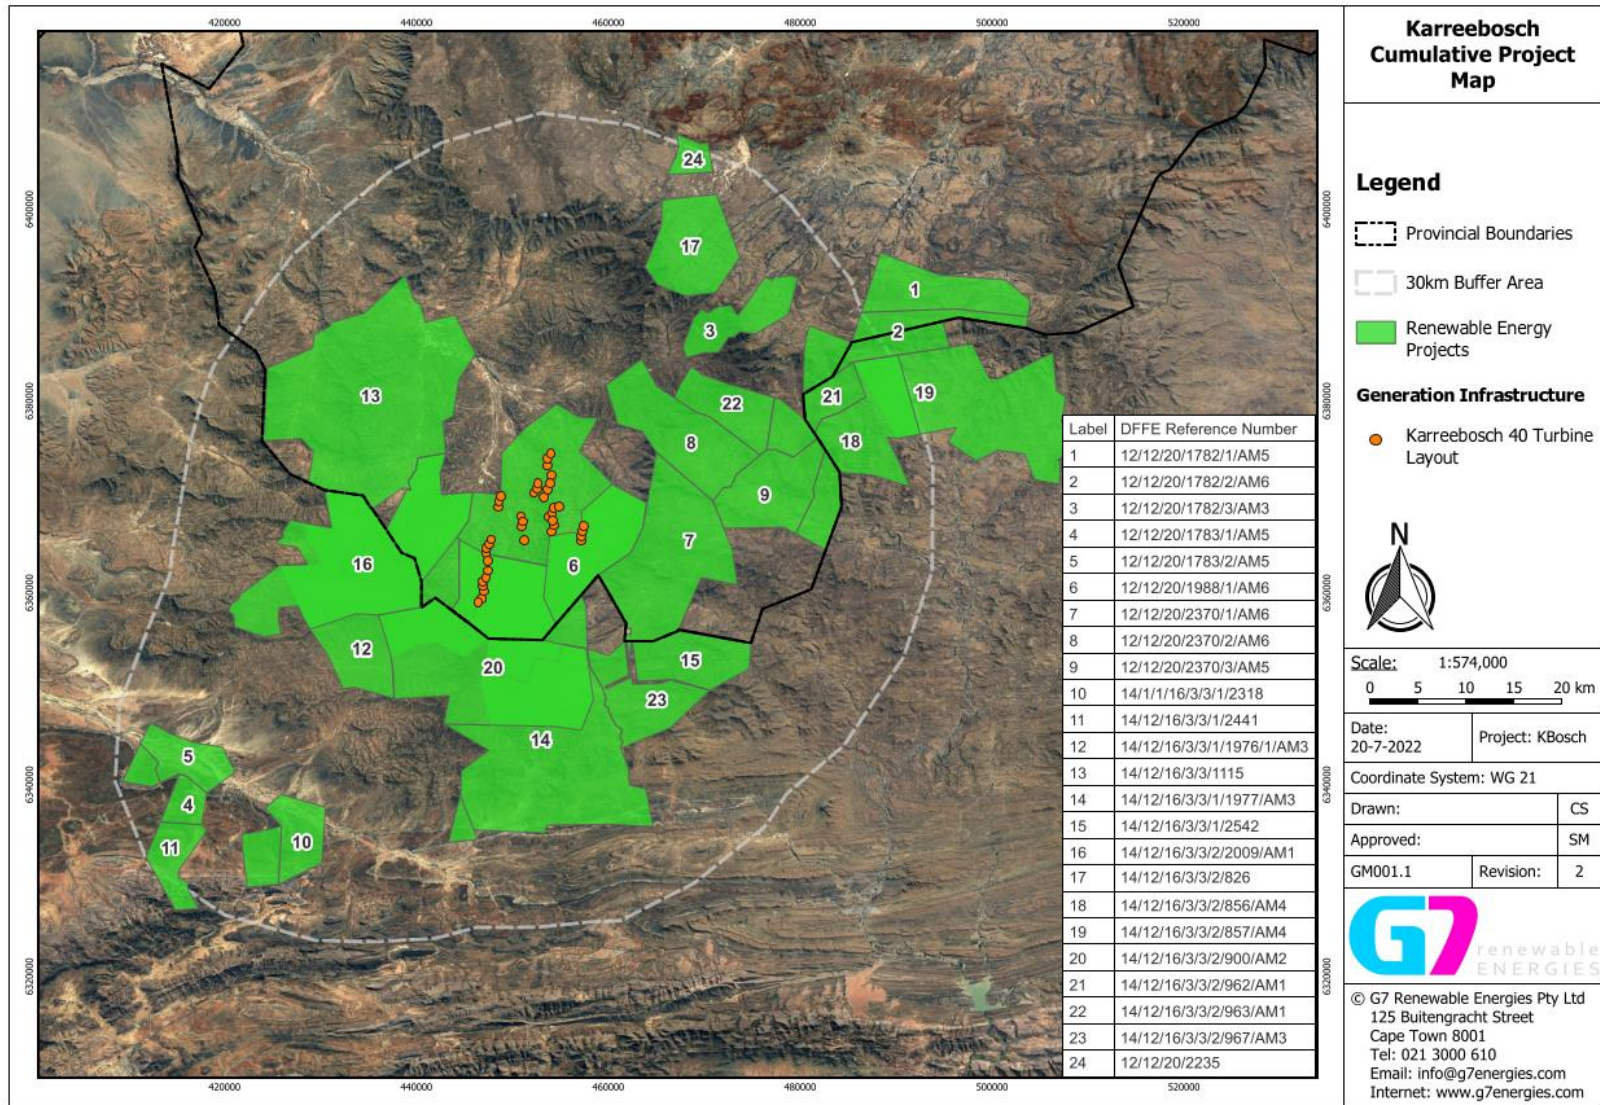 420000 440000 460000 480000 500000 520000
6400000
6380000
6360000
6340000
6320000
6400000
6380000
6360000
6340000
6320000
24
17
1
3
2
13
22
21
19
8
18
9
7
16
6
12
20
15
23
14
5
4
11
10
420000 440000 460000 480000 500000 520000
Label DFFE Reference Number
1 12/12/20/1782/1/AM5
2 12/12/20/1782/2/AM6
3 12/12/20/1782/3/AM3
4 12/12/20/1783/1/AM5
5 12/12/20/1783/2/AM5
6 12/12/20/1988/1/AM6
7 12/12/20/2370/1/AM6
8 12/12/20/2370/2/AM6
9 12/12/20/2370/3/AM5
10 14/1/1/16/3/3/1/2318
11 14/12/16/3/3/1/2441
12 14/12/16/3/3/1/1976/1/AM3
13 14/12/16/3/3/1115
14 14/12/16/3/3/1/1977/AM3
15 14/12/16/3/3/1/2542
16 14/12/16/3/3/2/2009/AM1
17 14/12/16/3/3/2/826
18 14/12/16/3/3/2/856/AM4
19 14/12/16/3/3/2/857/AM4
20 14/12/16/3/3/2/900/AM2
21 14/12/16/3/3/2/962/AM1
22 14/12/16/3/3/2/963/AM1
23 14/12/16/3/3/2/967/AM3
24 12/12/20/2235
Karreebosch
Cumulative Project
Map
Legend
Provincial Boundaries
30km Buffer Area
Renewable Energy
Projects
Generation Infrastructure
Karreebosch 40 Turbine
Layout
N
Scale: 1:574,000
0 5 10 15 20 km
Date:
20-7-2022
Project: KBosch
Coordinate System: WG 21
Drawn: CS
Approved: SM
GM001.1 Revision: 2
G7
renewable
ENERGIES
© G7 Renewable Energies Pty Ltd
125 Buitengracht Street
Cape Town 8001
Tel: 021 3000 610
Email: info@g7energies.com
Internet: www.g7energies.com